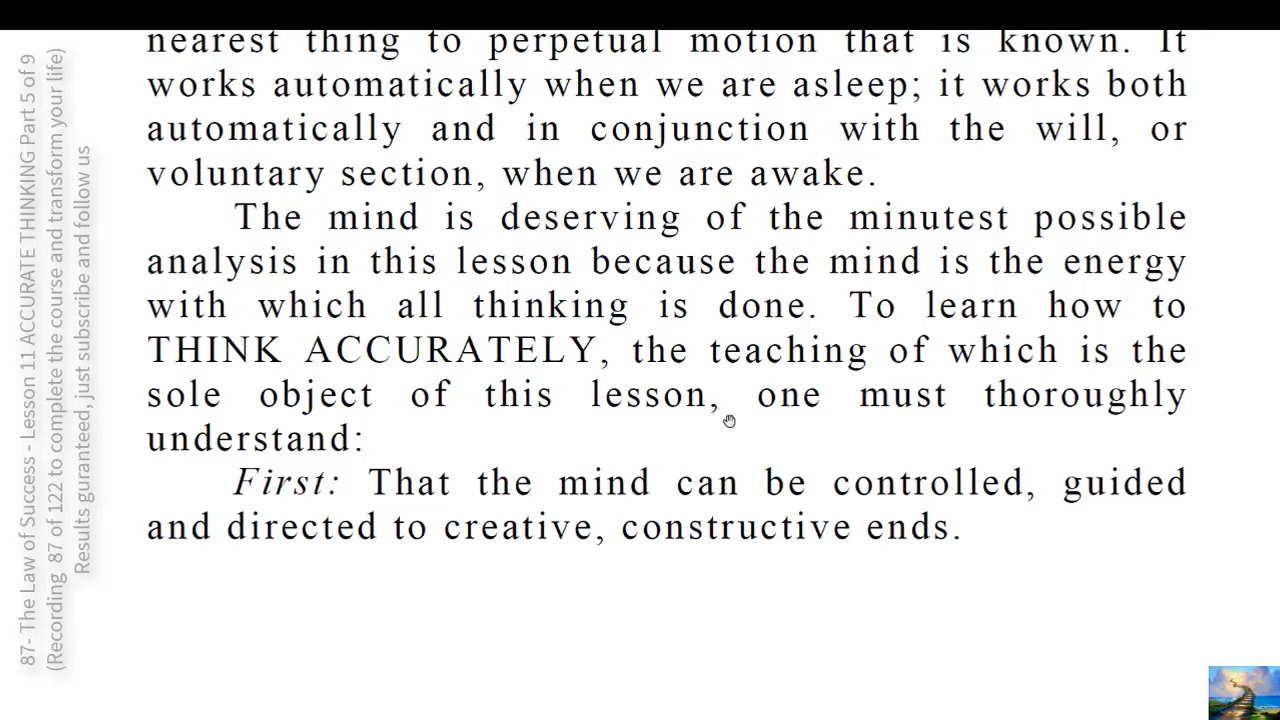 nearest thing to perpetual motion that is known. It
works automatically when we are asleep; it works both
automatically and in conjunction with the will, or
voluntary section, when we are awake.
The mind is deserving of the minutest possible
analysis in this lesson because the mind is the energy
with which all thinking is done. To learn how to
THINK ACCURATELY, the teaching of which is the
sole object of this lesson, one must thoroughly
understand:
First: That the mind can be controlled, guided
and directed to creative, constructive ends.
87- The Law of Success - Lesson 11 ACCURATE THINKING Part 5 of 9
(Recording 87 of 122 to complete the course and transform your life)
Results guranteed, just subscribe and follow us